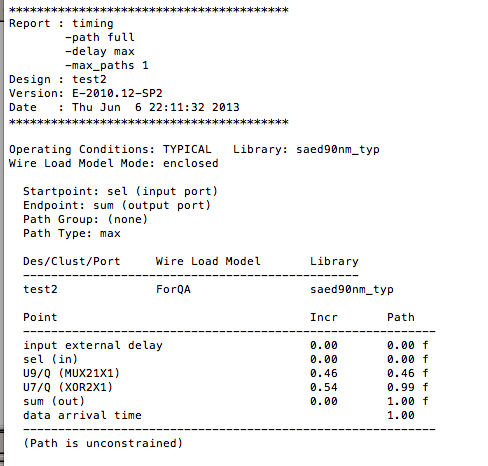 ****************************************
Report : timing
        -path full
        -delay max
        -max_paths 1
Design : test2
Version: E-2010.12-SP2
Date   : Thu Jun  6 22:11:32 2013
****************************************
Operating Conditions: TYPICAL   Library: saed90nm_typ
Wire Load Model Mode: enclosed
  Startpoint: sel (input port)
  Endpoint: sum (output port)
  Path Group: (none)
  Path Type: max
  Des/Clust/Port     Wire Load Model       Library
  ------------------------------------------------
  test2              ForQA                 saed90nm_typ
  Point                                    Incr       Path
  -----------------------------------------------------------
  input external delay                     0.00       0.00 f
  sel (in)                                 0.00       0.00 f
  U9/Q (MUX21X1)                           0.46       0.46 f
  U7/Q (XOR2X1)                            0.54       0.99 f
  sum (out)                                0.00       1.00 f
  data arrival time                                   1.00
  -----------------------------------------------------------
  (Path is unconstrained)